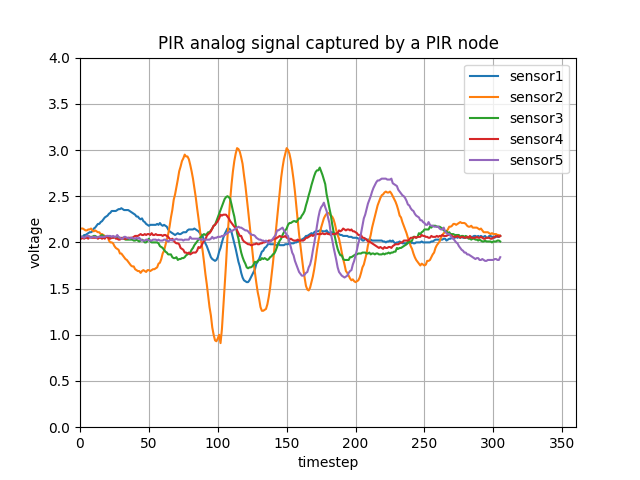 PIR analog signal captured by a PIR node
4.0
3.5
3.0
2.5
2.0
1.5
1.0
0.5
0.0
voltage
sensor1
sensor2
sensor3
sensor4
sensor5
0 50 100 150 200 250 300 350
timestep